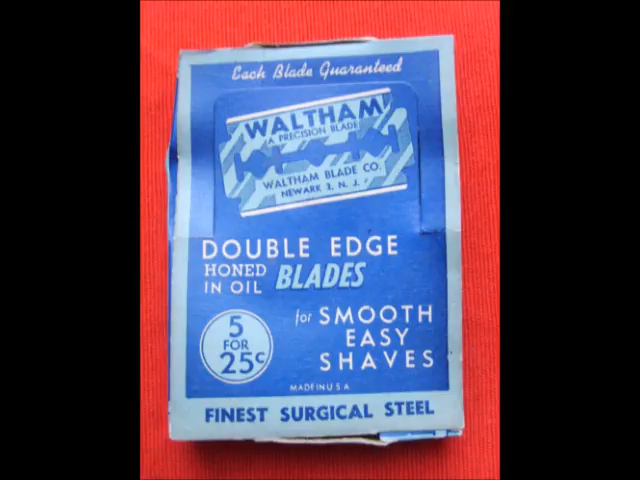 Each Blade Guaranteed
WALTHAM
A PRECISION BLADE
WALTHAM BLADE CO.
NEWARK 3, N. J.
DOUBLE EDGE
HONED IN OIL BLADES
5 FOR 25c
for SMOOTH
EASY
SHAVES
MADE IN U S A
FINEST SURGICAL STEEL